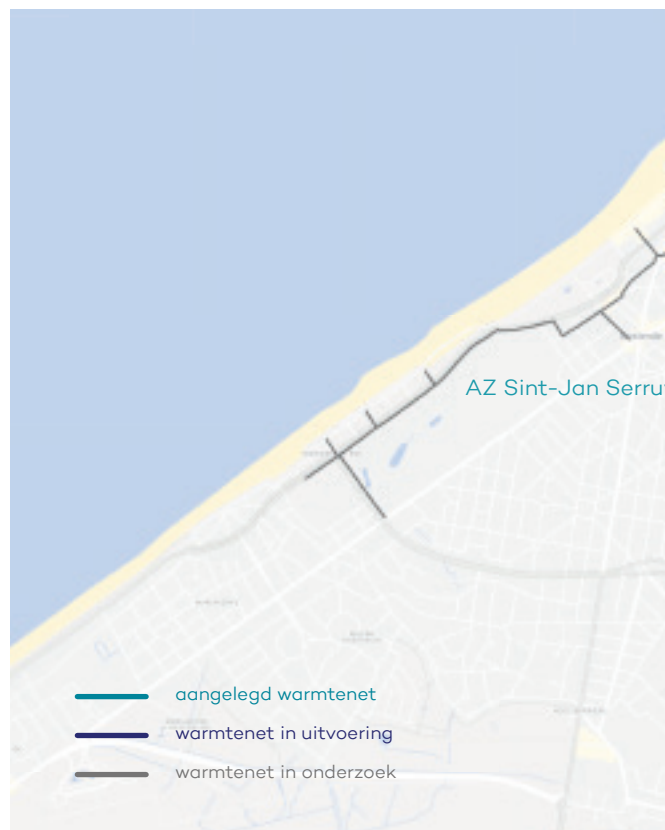 AZ Sint-Jan Serru
aangelegd warmtenet
warmtenet in uitvoering
warmtenet in onderzoek